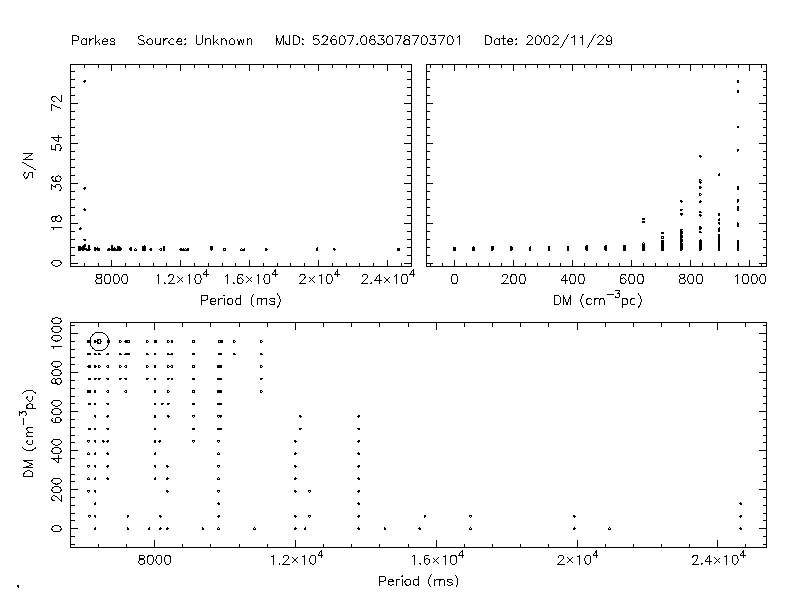 Parkes Source: Unknown MJD: 52607.063078703701 Date: 2002/11/29
72
54
36
18
0
S/N
8000 1.2×10⁴ 1.6×10⁴ 2×10⁴ 2.4×10⁴
Period (ms)
0 200 400 600 800 1000
DM (cm⁻³pc)
1000
800
600
400
200
0
DM (cm⁻³pc)
8000 1.2×10⁴ 1.6×10⁴ 2×10⁴ 2.4×10⁴
Period (ms)